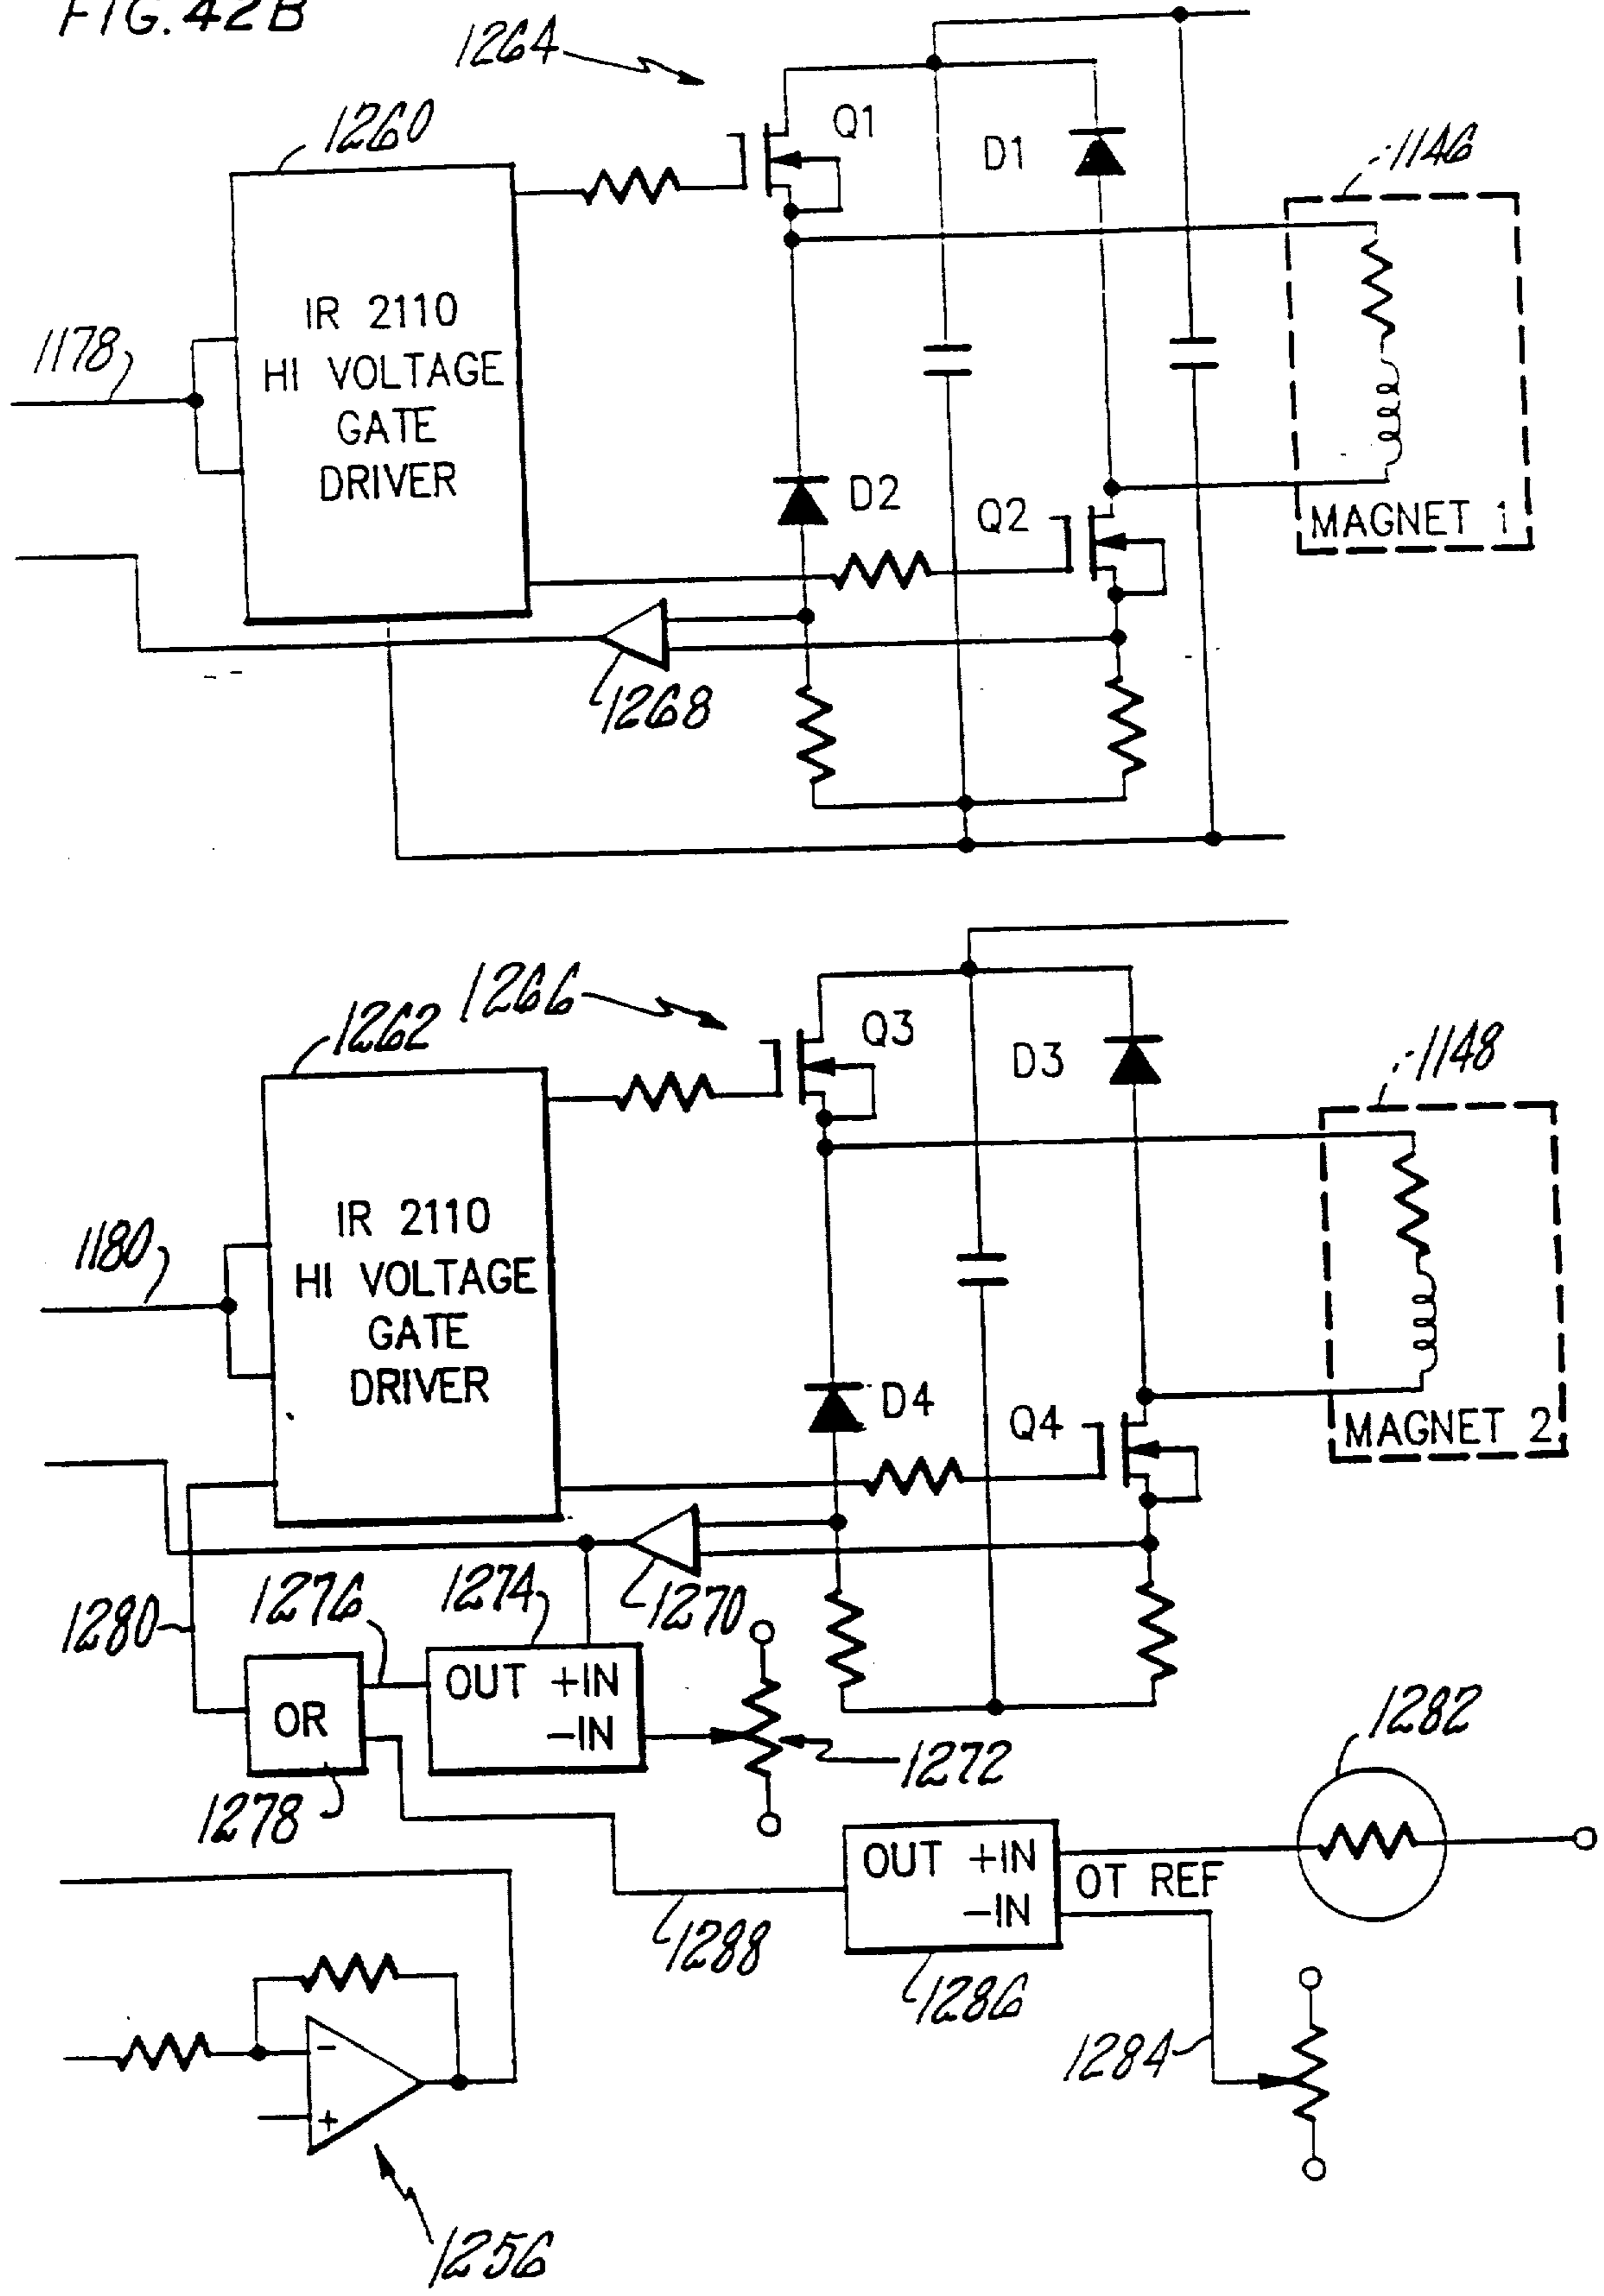 FIG. 42B
1264
1260
Q1
D1
1146
IR 2110
HI VOLTAGE
GATE
DRIVER
1178
D2
Q2
MAGNET 1
1268
1266
1262
Q3
D3
1148
IR 2110
HI VOLTAGE
GATE
DRIVER
1180
D4
Q4
MAGNET 2
1280
1276
1274
1270
OUT +IN
-IN
OR
1272
1278
1282
OUT +IN
-IN
OT REF
1288
1286
1284
-
+
1256